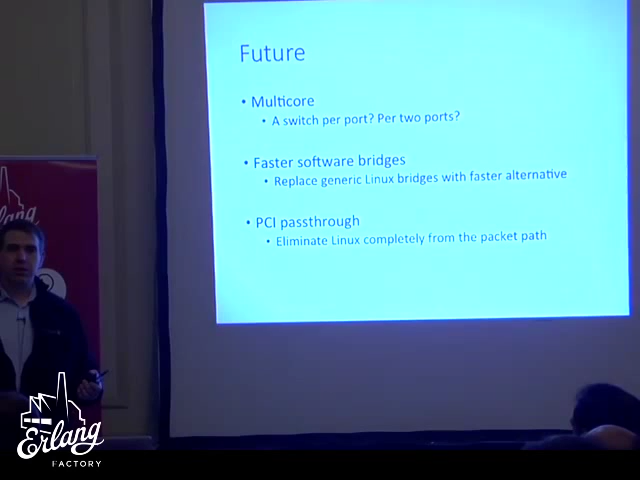 Future
• Multicore
• A switch per port? Per two ports?
• Faster software bridges
• Replace generic Linux bridges with faster alternative
• PCI passthrough
• Eliminate Linux completely from the packet path
lang
Erlang
FACTORY